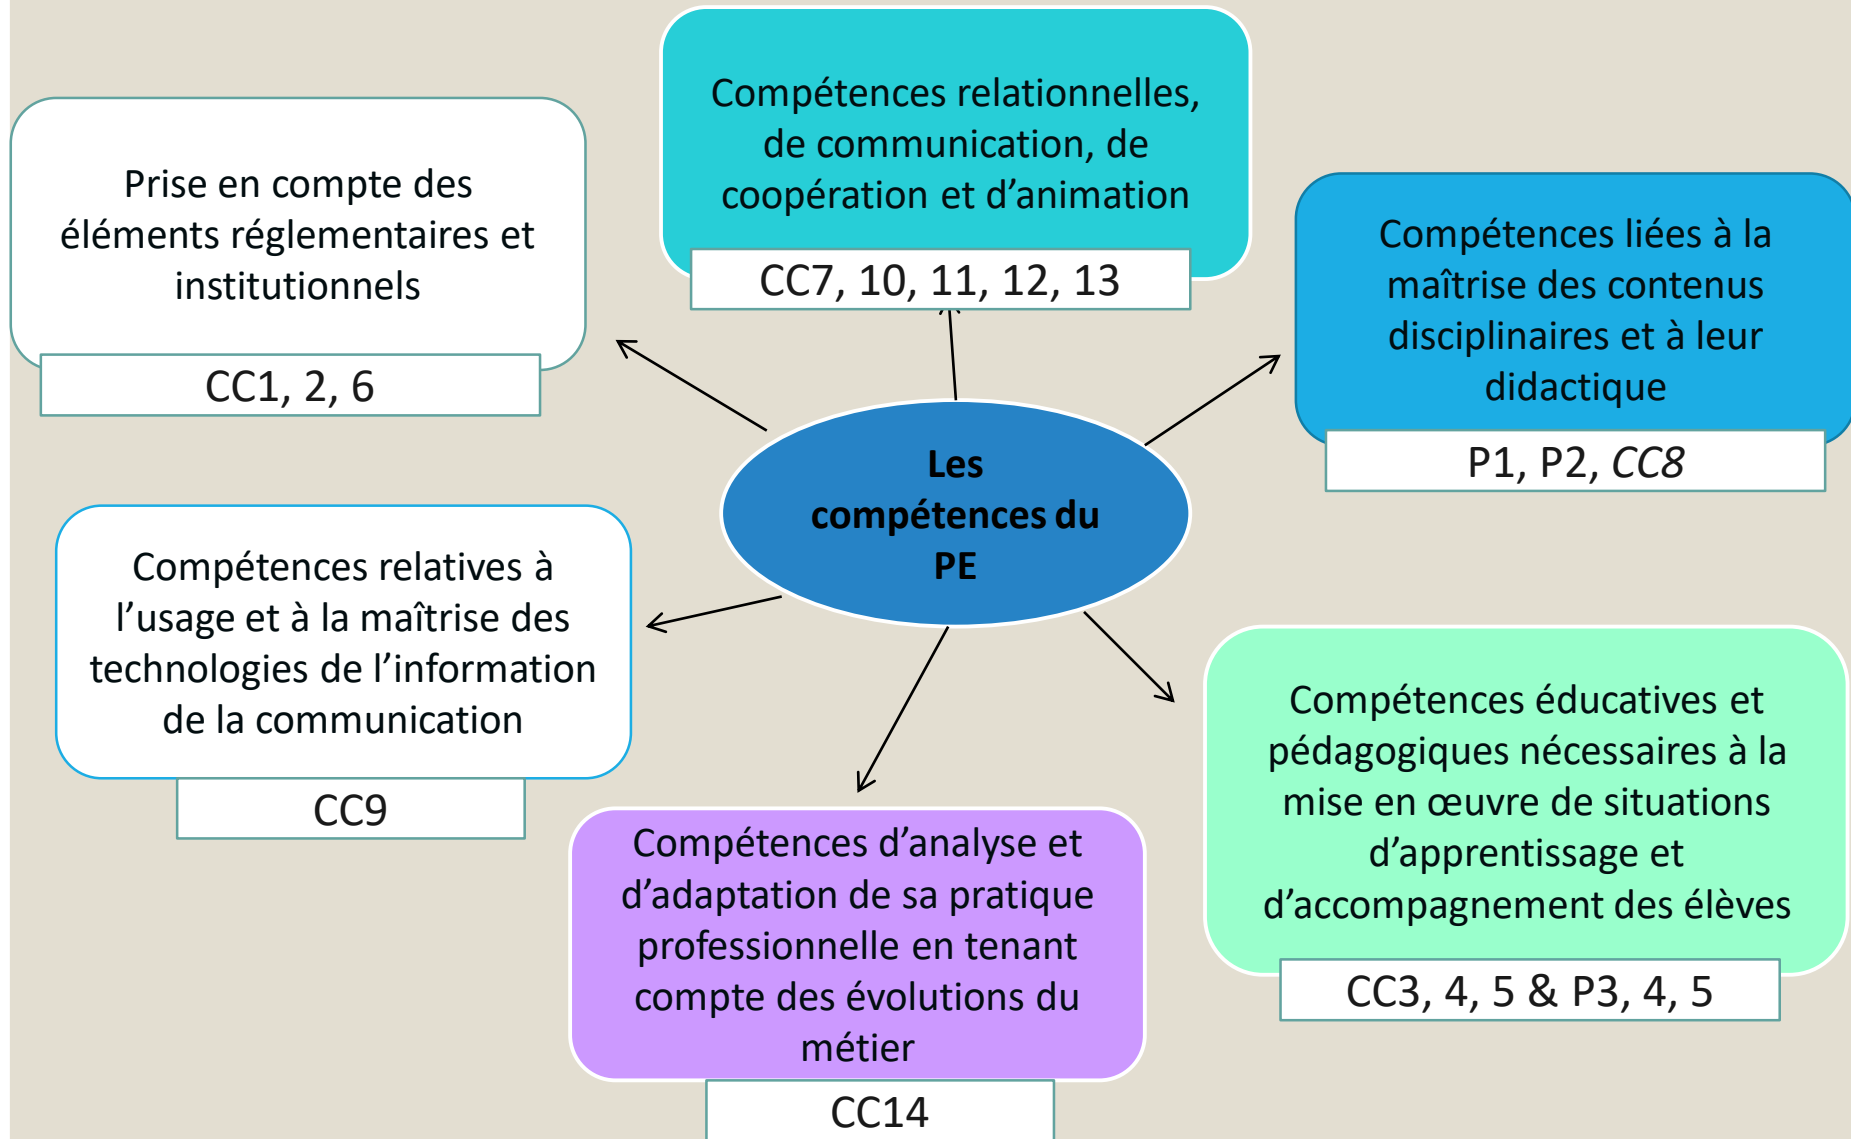 Prise en compte des
éléments réglementaires et
institutionnels
CC1, 2, 6
Compétences relationnelles,
de communication, de
coopération et d’animation
CC7, 10, 11, 12, 13
Compétences liées à la
maîtrise des contenus
disciplinaires et à leur
didactique
P1, P2, CC8
Les
compétences du
PE
Compétences relatives à
l’usage et à la maîtrise des
technologies de l’information
de la communication
CC9
Compétences d’analyse et
d’adaptation de sa pratique
professionnelle en tenant
compte des évolutions du
métier
CC14
Compétences éducatives et
pédagogiques nécessaires à la
mise en œuvre de situations
d’apprentissage et
d’accompagnement des élèves
CC3, 4, 5 & P3, 4, 5